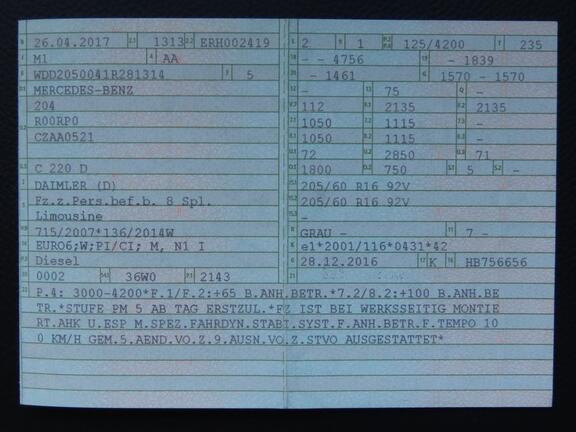 26.04.2017 1313 ERH002419
M1 AA
WDD2050041R281314 5
MERCEDES-BENZ
204
R00RP0
CZAA0521
C 220 D
DAIMLER (D)
Fz.z.Pers.bef.b. 8 Spl.
Limousine
715/2007*136/2014W
EURO6;W;PI/CI; M, N1 I
Diesel
0002 36W0 2143
2 1 125/4200 235
- - 4756 - 1839
- 1461 1570 - 1570
- 75 -
112 2135 2135
1050 1115 -
1050 1115 -
72 2850 71
1800 750 5 -
205/60 R16 92V
205/60 R16 92V
-
GRAU - 7 -
e1*2001/116*0431*42
28.12.2016 K HB756656
P.4: 3000-4200*F.1/F.2:+65 B.ANH.BETR.*7.2/8.2:+100 B.ANH.BE
TR.*STUFE PM 5 AB TAG ERSTZUL.*FZ IST BEI WERKSSEITIG MONTIE
RT.AHK U.ESP M.SPEZ.FAHRDYN.STABI.SYST.F.ANH.BETR.F.TEMPO 10
0 KM/H GEM.5.AEND.VO.Z.9.AUSN.VO.Z.STVO AUSGESTATTET*